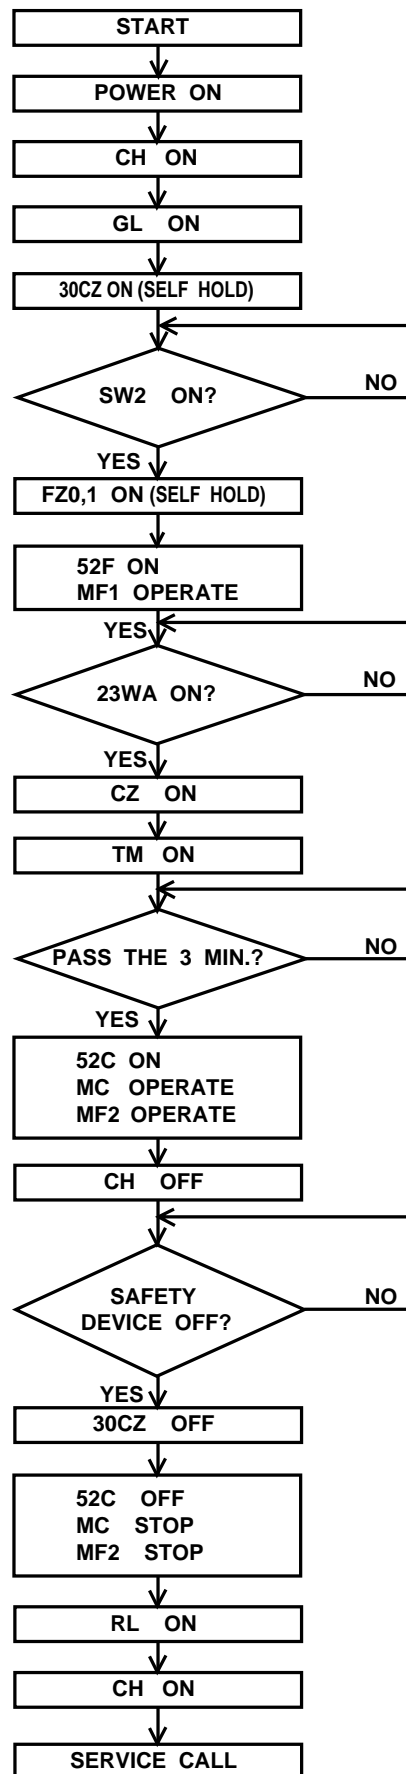 START
POWER ON
CH ON
GL ON
30CZ ON (SELF HOLD)
SW2 ON?
NO
YES
FZ0,1 ON (SELF HOLD)
52F ON
MF1 OPERATE
YES
23WA ON?
NO
YES
CZ ON
TM ON
PASS THE 3 MIN.?
NO
YES
52C ON
MC OPERATE
MF2 OPERATE
CH OFF
SAFETY
DEVICE OFF?
NO
YES
30CZ OFF
52C OFF
MC STOP
MF2 STOP
RL ON
CH ON
SERVICE CALL